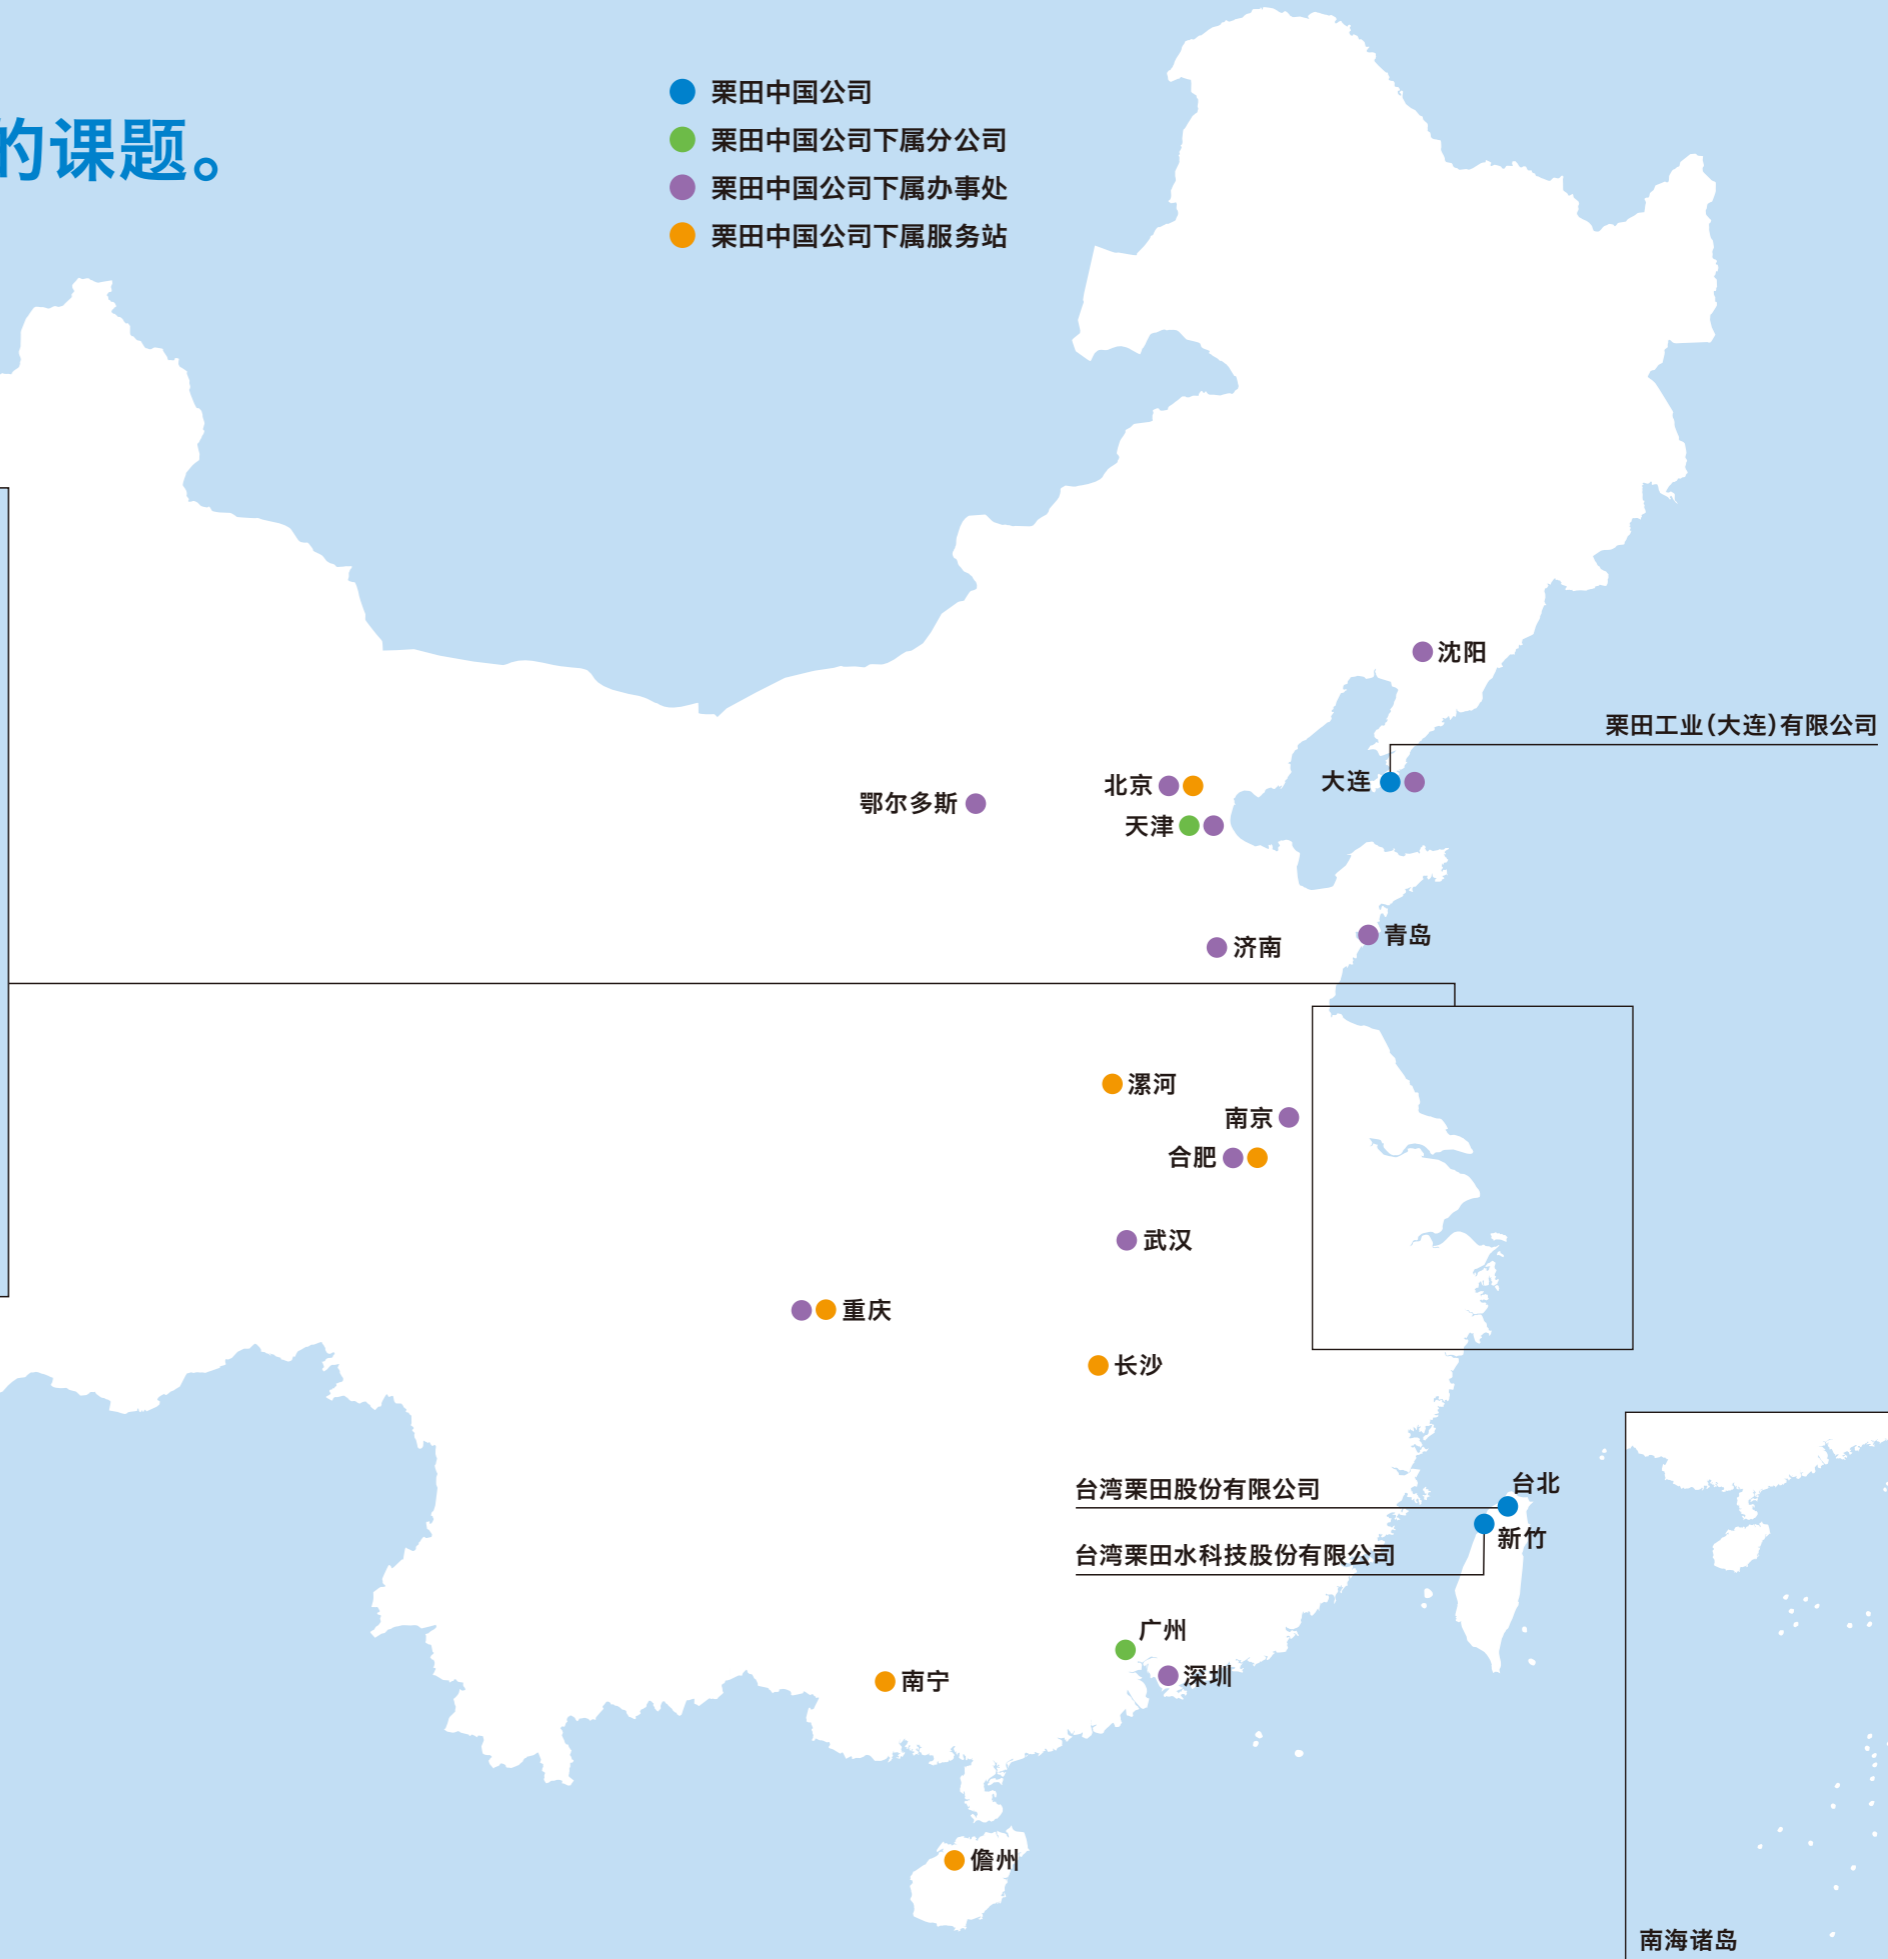 的课题。
栗田中国公司
栗田中国公司下属分公司
栗田中国公司下属办事处
栗田中国公司下属服务站
沈阳
栗田工业(大连)有限公司
大连
北京
鄂尔多斯
天津
青岛
济南
漯河
南京
合肥
武汉
重庆
长沙
台北
台湾栗田股份有限公司
新竹
台湾栗田水科技股份有限公司
广州
深圳
南宁
儋州
南海诸岛